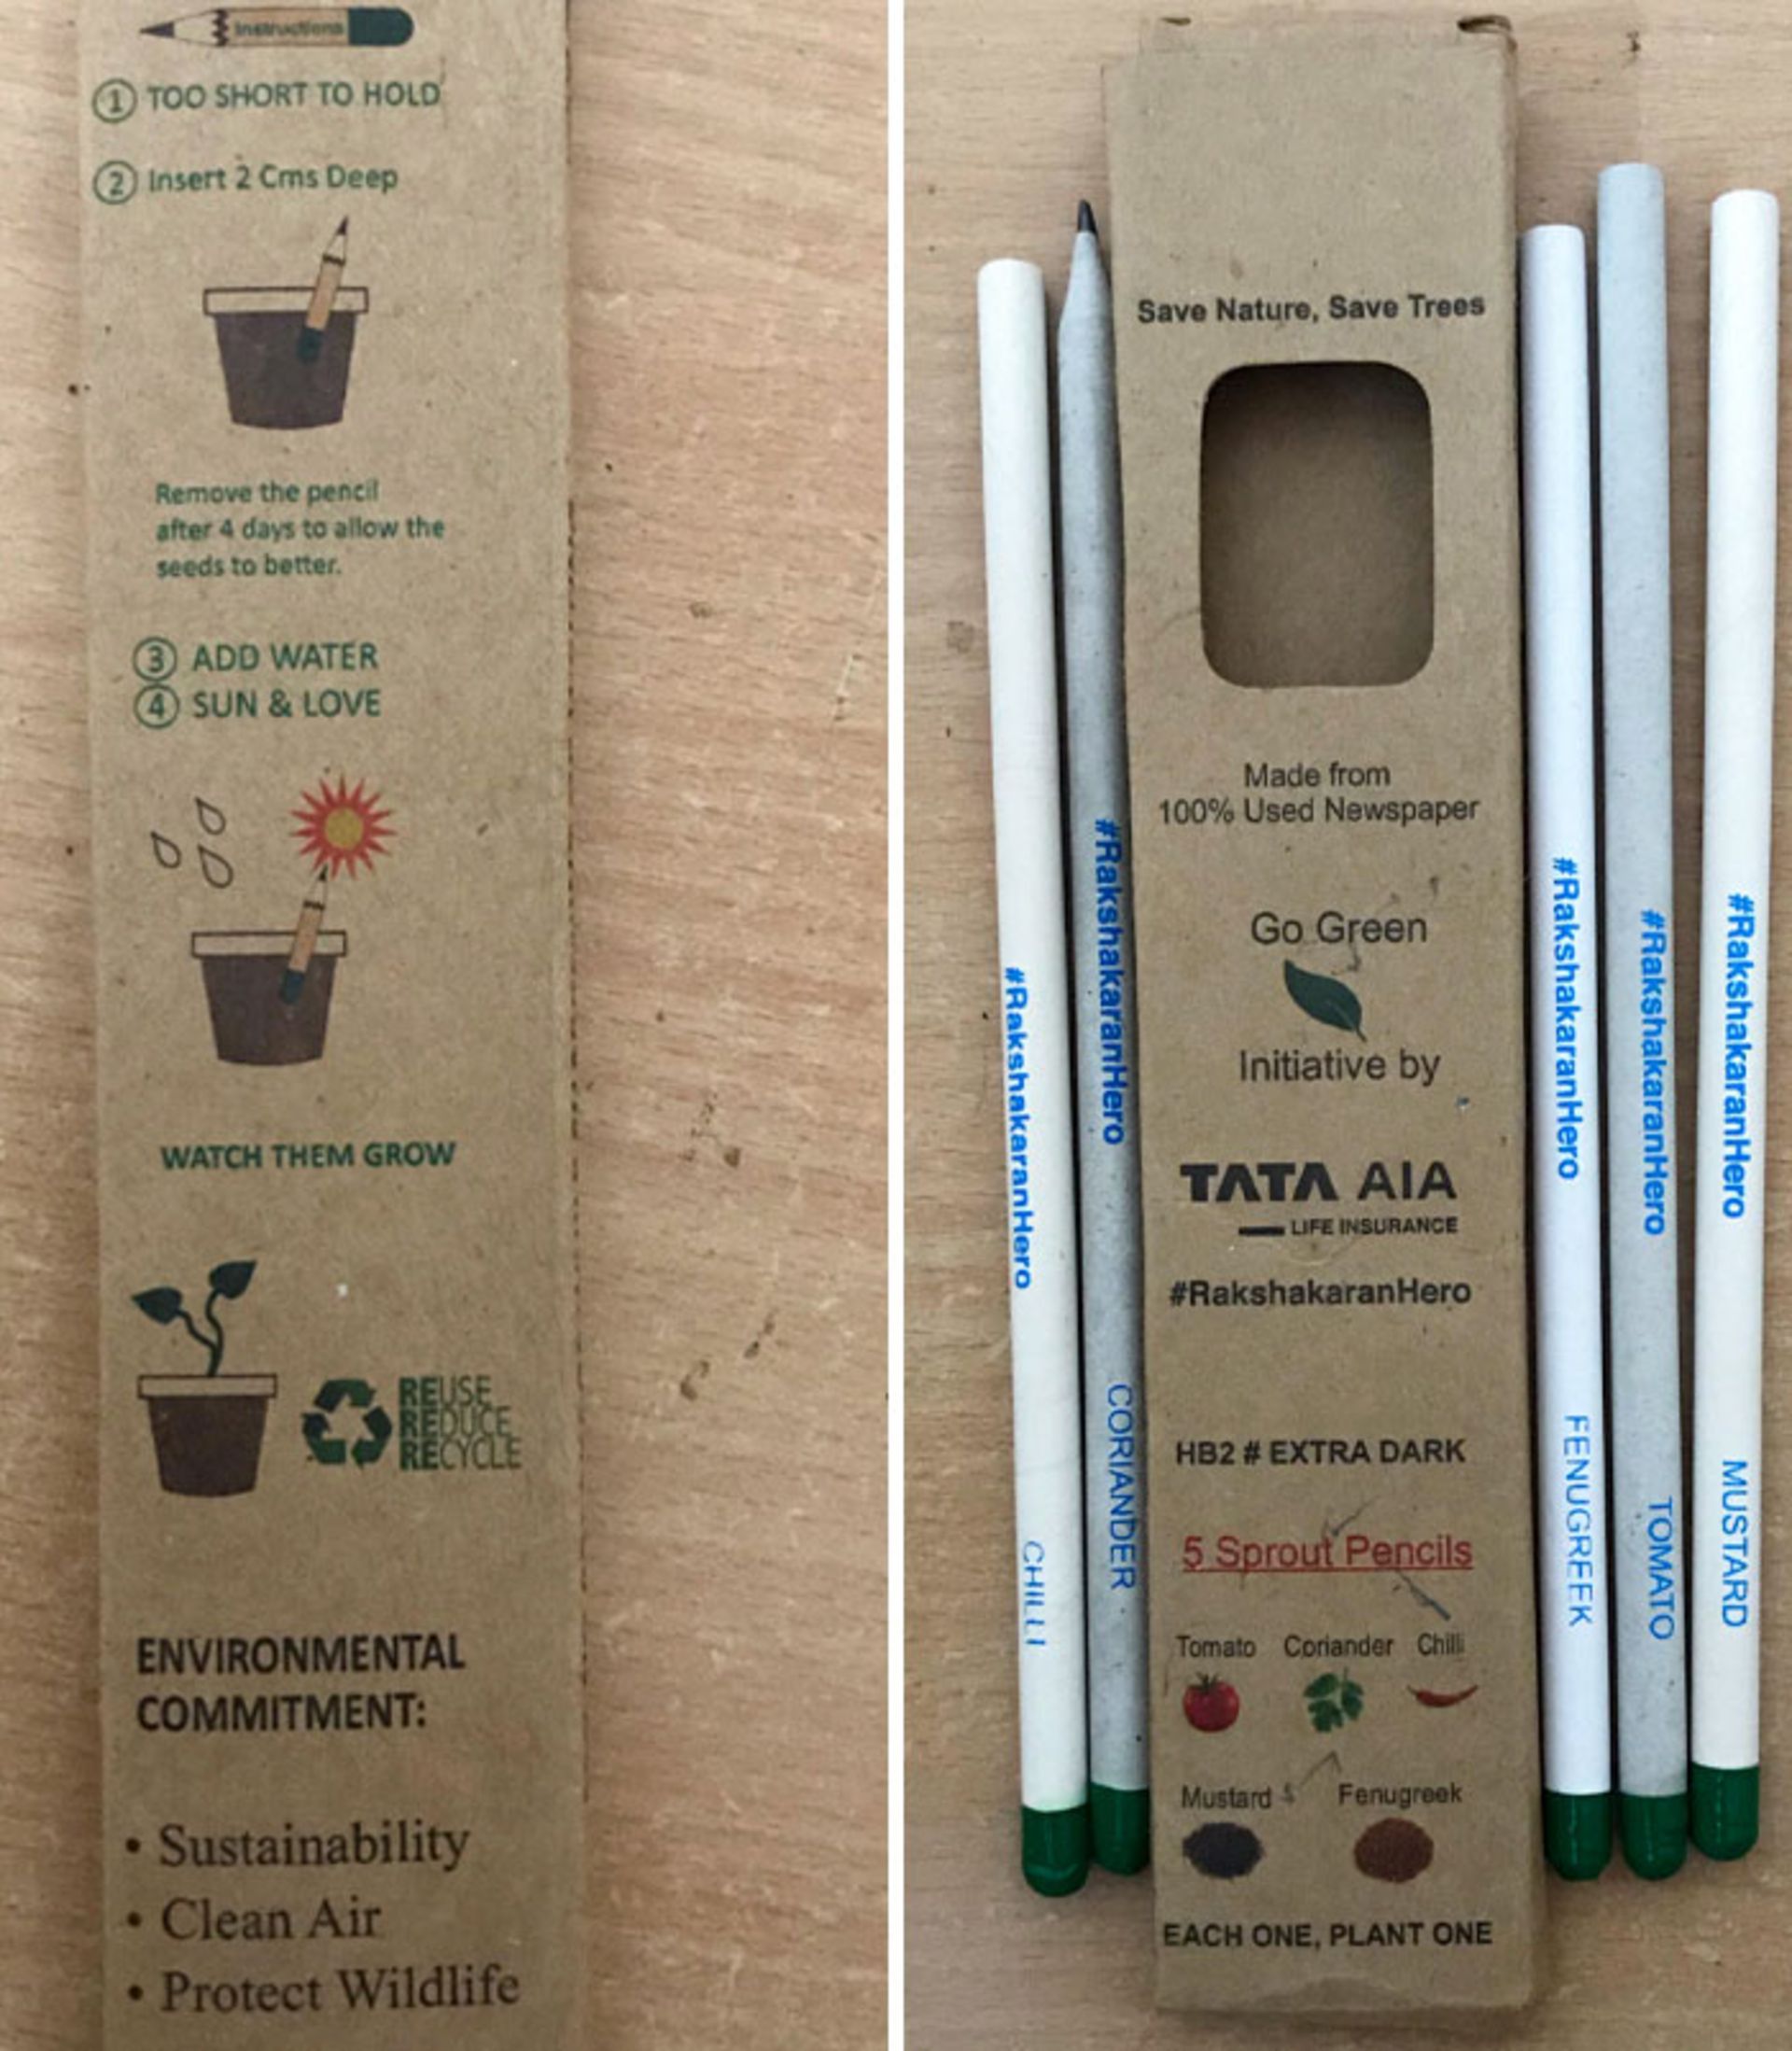 Instructions
① TOO SHORT TO HOLD
② Insert 2 Cms Deep
Remove the pencil
after 4 days to allow the
seeds to better.
③ ADD WATER
④ SUN & LOVE
WATCH THEM GROW
REUSE
REDUCE
RECYCLE
ENVIRONMENTAL
COMMITMENT:
• Sustainability
• Clean Air
• Protect Wildlife
#RakshakaranHero CHILLI
#RakshakaranHero CORIANDER
Save Nature, Save Trees
Made from
100% Used Newspaper
Go Green
Initiative by
TATA AIA
LIFE INSURANCE
#RakshakaranHero
HB2 # EXTRA DARK
5 Sprout Pencils
Tomato Coriander Chilli
Mustard Fenugreek
EACH ONE, PLANT ONE
#RakshakaranHero FENUGREEK
#RakshakaranHero TOMATO
#RakshakaranHero MUSTARD